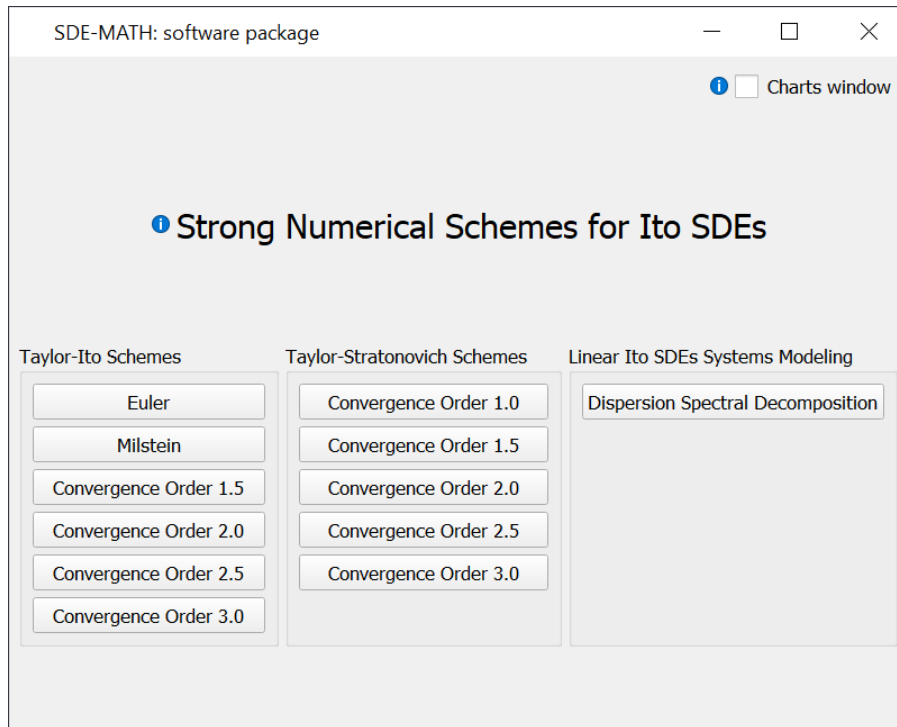 SDE-MATH: software package
Charts window
Strong Numerical Schemes for Ito SDEs
Taylor-Ito Schemes
Euler
Milstein
Convergence Order 1.5
Convergence Order 2.0
Convergence Order 2.5
Convergence Order 3.0
Taylor-Stratonovich Schemes
Convergence Order 1.0
Convergence Order 1.5
Convergence Order 2.0
Convergence Order 2.5
Convergence Order 3.0
Linear Ito SDEs Systems Modeling
Dispersion Spectral Decomposition